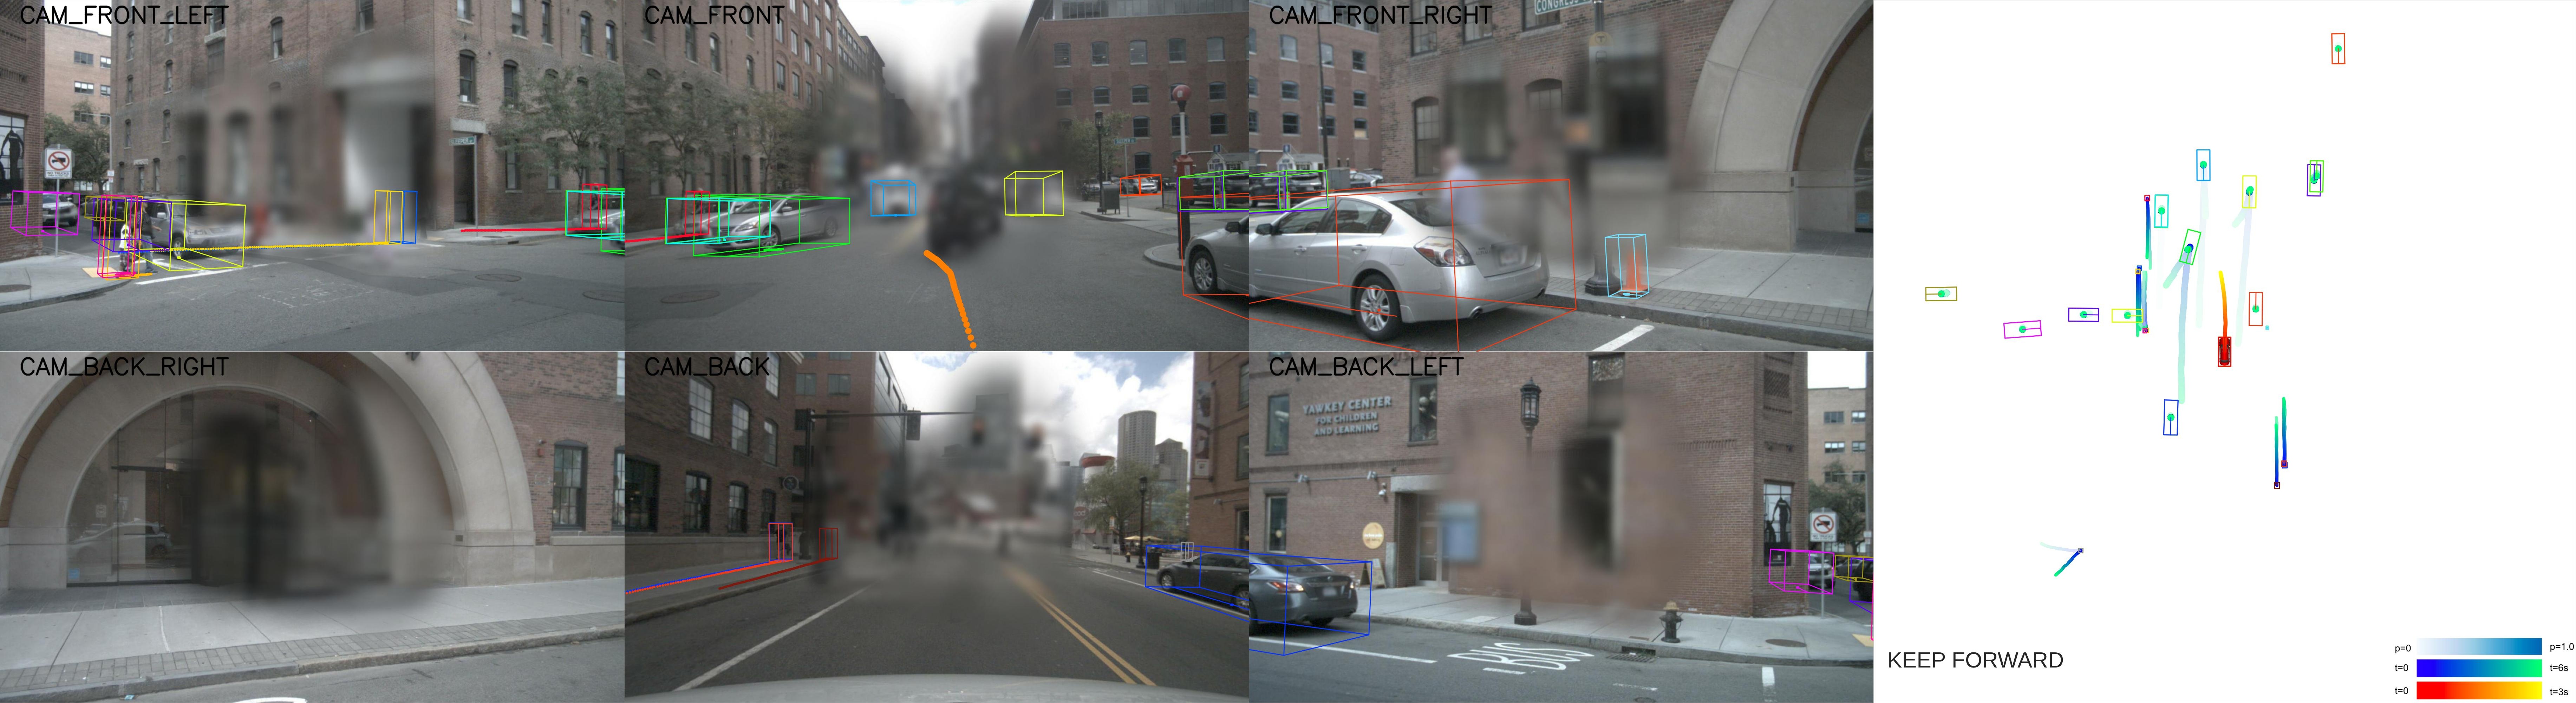 CAM_FRONT_LEFT
CAM_FRONT
CAM_FRONT_RIGHT
CONGRESS
CAM_BACK_RIGHT
CAM_BACK
CAM_BACK_LEFT
YAWKEY CENTER
FOR CHILDREN
AND LEARNING
BUS
KEEP FORWARD
p=0
p=1.0
t=0
t=6s
t=0
t=3s